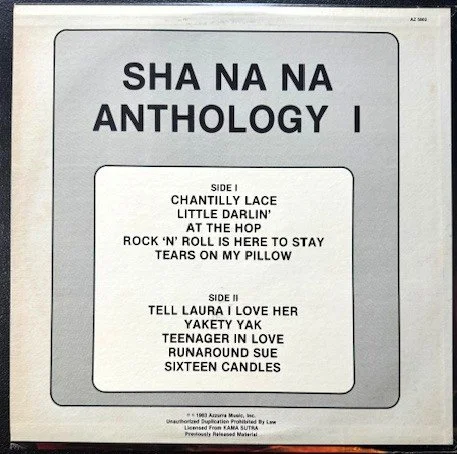 AZ 5002
SHA NA NA
ANTHOLOGY I
SIDE I
CHANTILLY LACE
LITTLE DARLIN'
AT THE HOP
ROCK 'N' ROLL IS HERE TO STAY
TEARS ON MY PILLOW
SIDE II
TELL LAURA I LOVE HER
YAKETY YAK
TEENAGER IN LOVE
RUNAROUND SUE
SIXTEEN CANDLES
℗ © 1983 Azzurra Music, Inc.
Unauthorized Duplication Prohibited By Law
Licensed From KAMA SUTRA
Previously Released Material